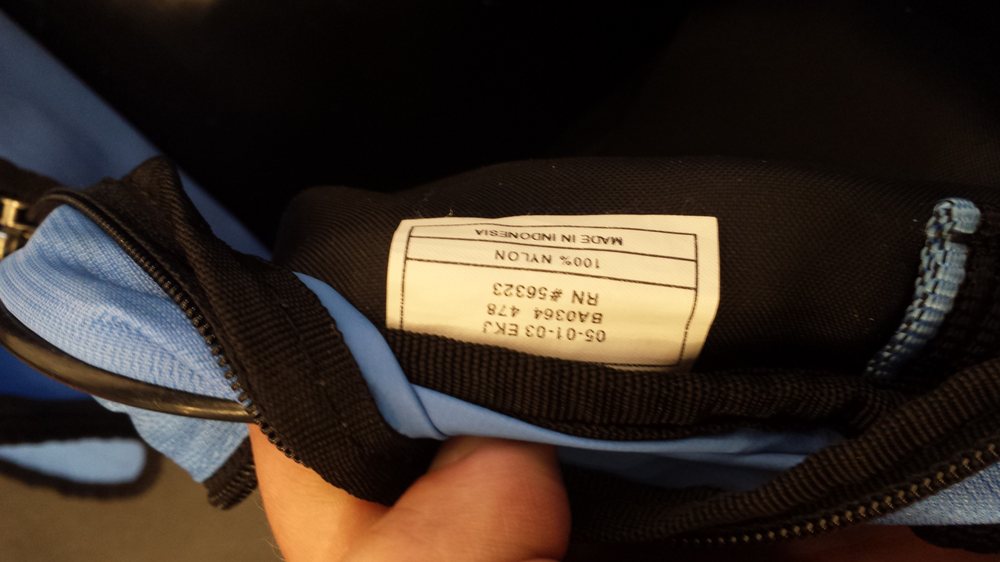 05-01-03 EKJ
BA0364 478
RN #56323
100% NYLON
MADE IN INDONESIA